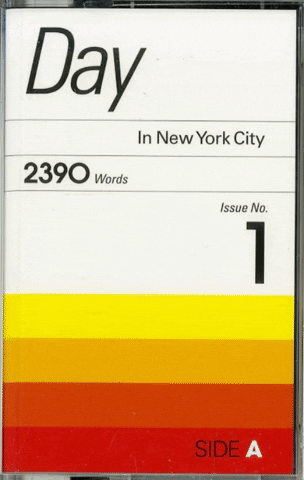 Day
In New York City
2390 Words
Issue No.
1
SIDE A